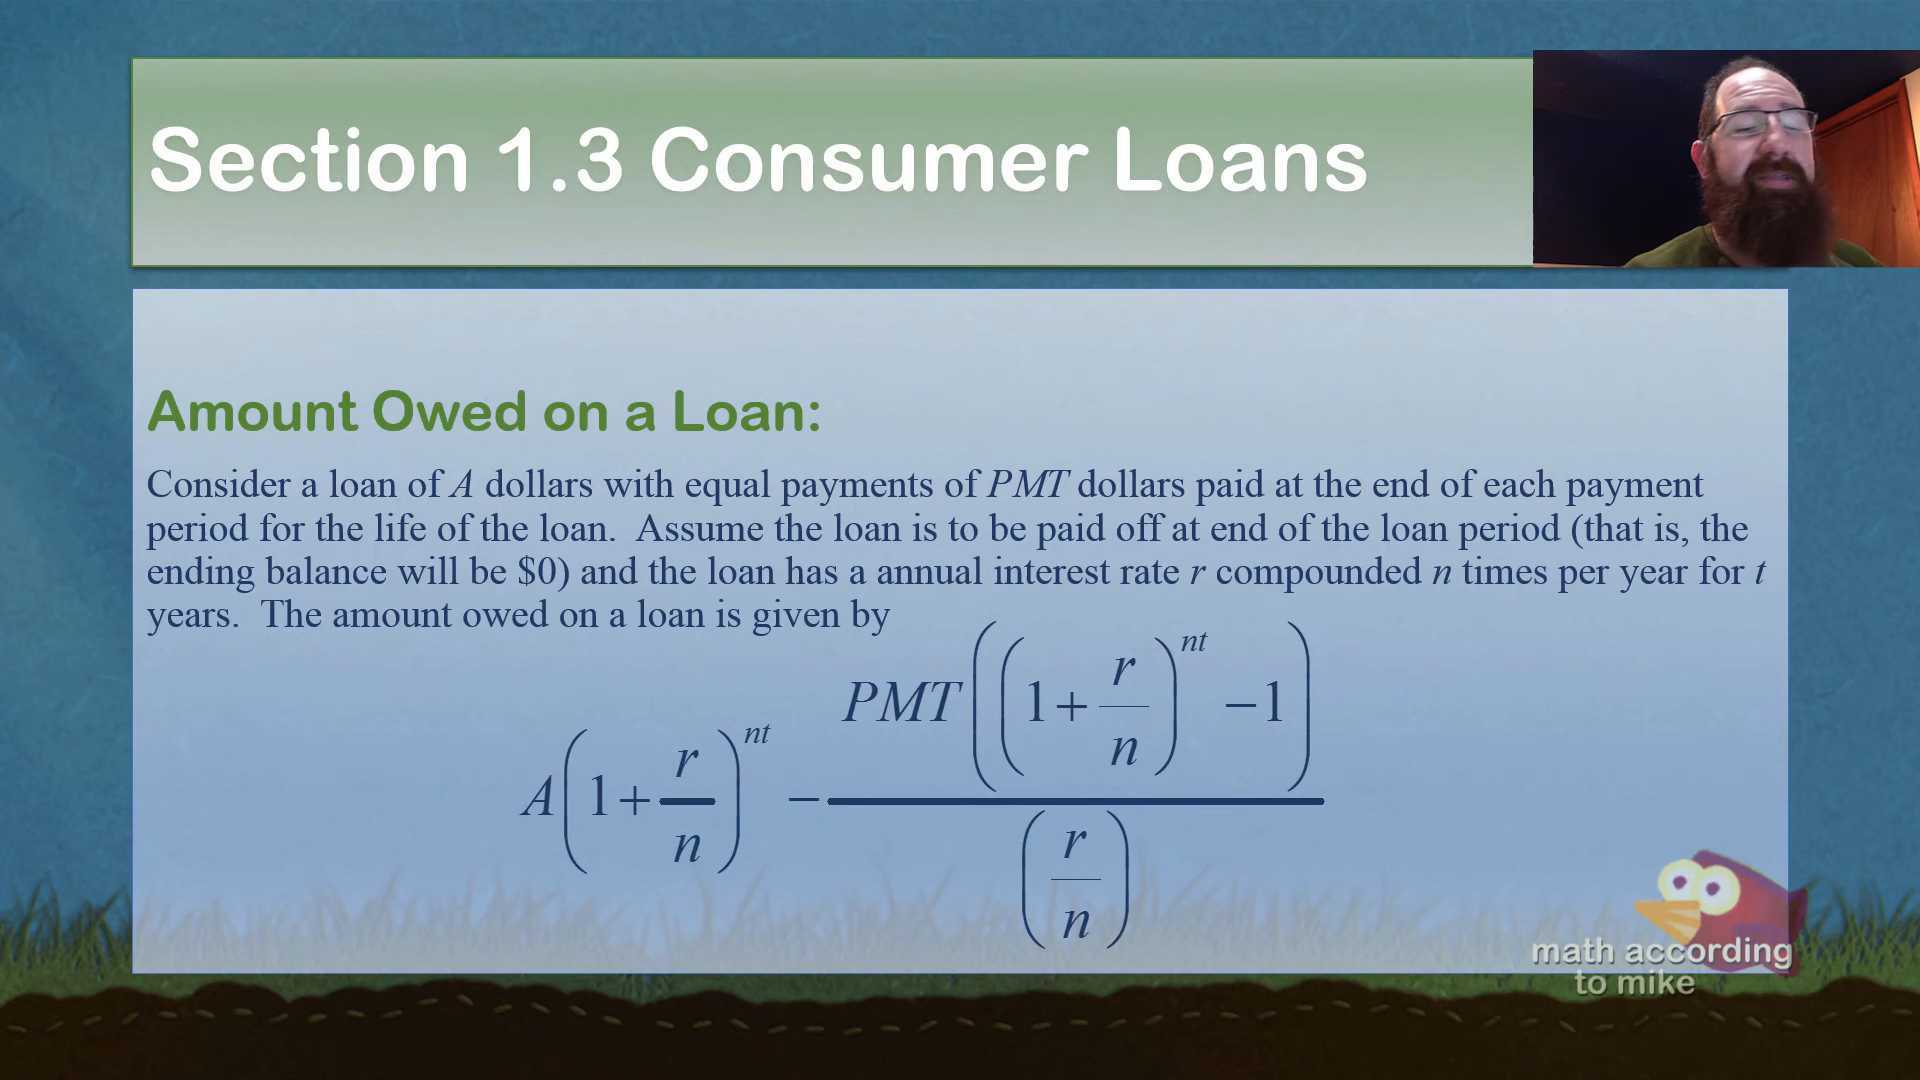 Section 1.3 Consumer Loans
Amount Owed on a Loan:
Consider a loan of A dollars with equal payments of PMT dollars paid at the end of each payment
period for the life of the loan.  Assume the loan is to be paid off at end of the loan period (that is, the
ending balance will be $0) and the loan has a annual interest rate r compounded n times per year for t
years.  The amount owed on a loan is given by
A(1+r/n)^nt − PMT((1+r/n)^nt −1)/(r/n)
math according
to mike